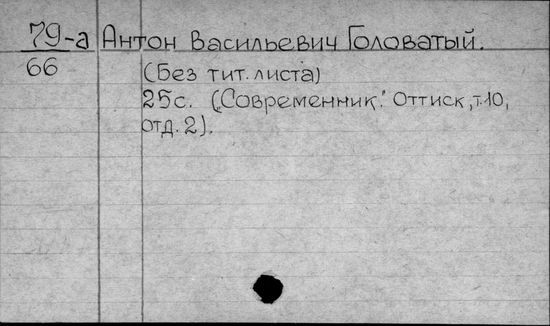 79-а Антон Васильевич Головатый.
66 (Без тит. листа)
25с. („Современник." Оттиск, т.10,
отд. 2).